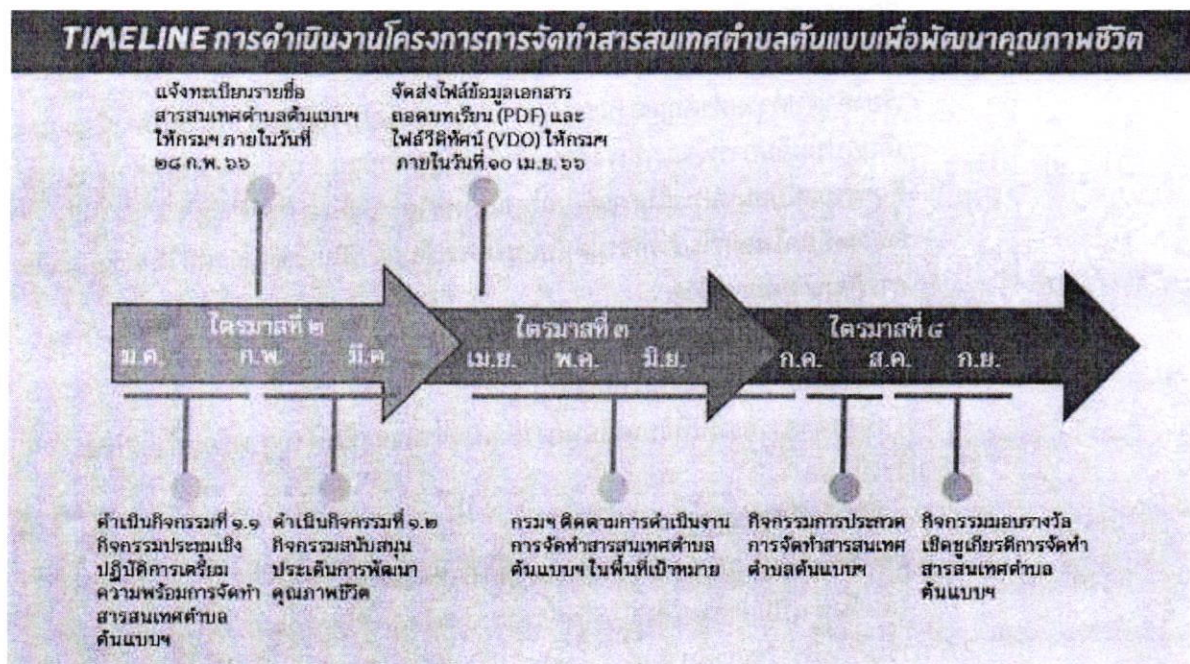 TIMELINE การดำเนินงานโครงการการจัดทำสารสนเทศตำบลต้นแบบเพื่อพัฒนาคุณภาพชีวิต
แจ้งทะเบียนรายชื่อ
สารสนเทศตำบลต้นแบบฯ
ให้กรมฯ ภายในวันที่
๒๘ ก.พ. ๖๖
จัดส่งไฟล์ข้อมูลเอกสาร
ถอดบทเรียน (PDF) และ
ไฟล์วีดิทัศน์ (VDO) ให้กรมฯ
ภายในวันที่ ๑๐ เม.ย. ๖๖
ไตรมาสที่ ๒
ม.ค. ก.พ. มี.ค
ไตรมาสที่ ๓
เม.ย. พ.ค. มิ.ย.
ไตรมาสที่ ๔
ก.ค. ส.ค. ก.ย.
ดำเนินกิจกรรมที่ ๑.๑
กิจกรรมประชุมเชิง
ปฏิบัติการเตรียม
ความพร้อมการจัดทำ
สารสนเทศตำบล
ต้นแบบฯ
ดำเนินกิจกรรมที่ ๑.๒
กิจกรรมสนับสนุน
ประเด็นการพัฒนา
คุณภาพชีวิต
กรมฯ ติดตามการดำเนินงาน
การจัดทำสารสนเทศตำบล
ต้นแบบฯ ในพื้นที่เป้าหมาย
กิจกรรมการประกวด
การจัดทำสารสนเทศ
ตำบลต้นแบบฯ
กิจกรรมมอบรางวัล
เชิดชูเกียรติการจัดทำ
สารสนเทศตำบล
ต้นแบบฯ